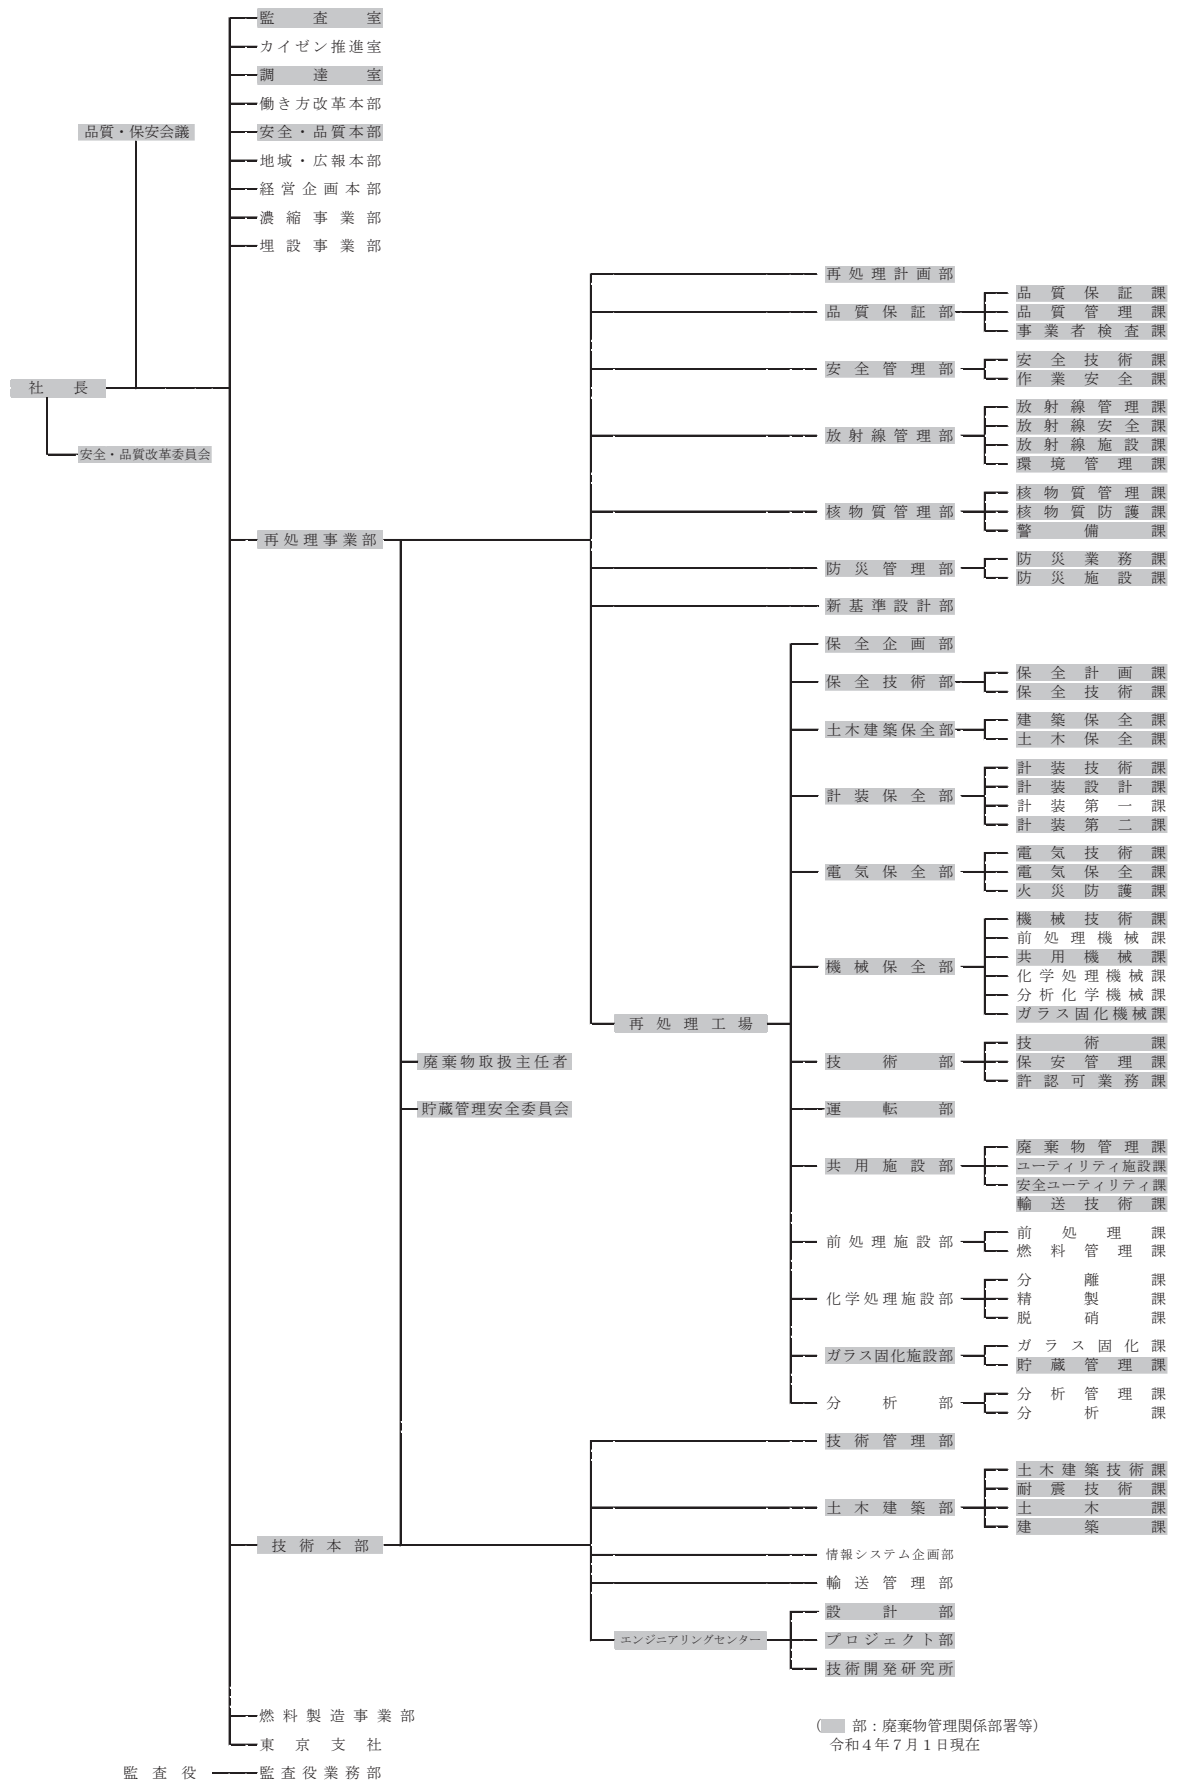 監査室
カイゼン推進室
調達室
働き方改革本部
品質・保安会議
安全・品質本部
地域・広報本部
経営企画本部
濃縮事業部
埋設事業部
社長
安全・品質改革委員会
再処理事業部
再処理計画部
品質保証部
品質保証課
品質管理課
事業者検査課
安全管理部
安全技術課
作業安全課
放射線管理部
放射線管理課
放射線安全課
放射線施設課
環境管理課
核物質管理部
核物質管理課
核物質防護課
警備課
防災管理部
防災業務課
防災施設課
新基準設計部
再処理工場
保全企画部
保全技術部
保全計画課
保全技術課
土木建築保全部
建築保全課
土木保全課
計装保全部
計装技術課
計装設計課
計装第一課
計装第二課
電気保全部
電気技術課
電気保全課
火災防護課
機械保全部
機械技術課
前処理機械課
共用機械課
化学処理機械課
分析化学機械課
ガラス固化機械課
技術部
技術課
保安管理課
許認可業務課
運転部
共用施設部
廃棄物管理課
ユーティリティ施設課
安全ユーティリティ課
輸送技術課
前処理施設部
前処理課
燃料管理課
化学処理施設部
分離課
精製課
脱硝課
ガラス固化施設部
ガラス固化課
貯蔵管理課
分析部
分析管理課
分析課
廃棄物取扱主任者
貯蔵管理安全委員会
技術本部
技術管理部
土木建築部
土木建築技術課
耐震技術課
土木課
建築課
情報システム企画部
輸送管理部
エンジニアリングセンター
設計部
プロジェクト部
技術開発研究所
燃料製造事業部
東京支社
監査役
監査役業務部
( 部：廃棄物管理関係部署等)
令和４年７月１日現在